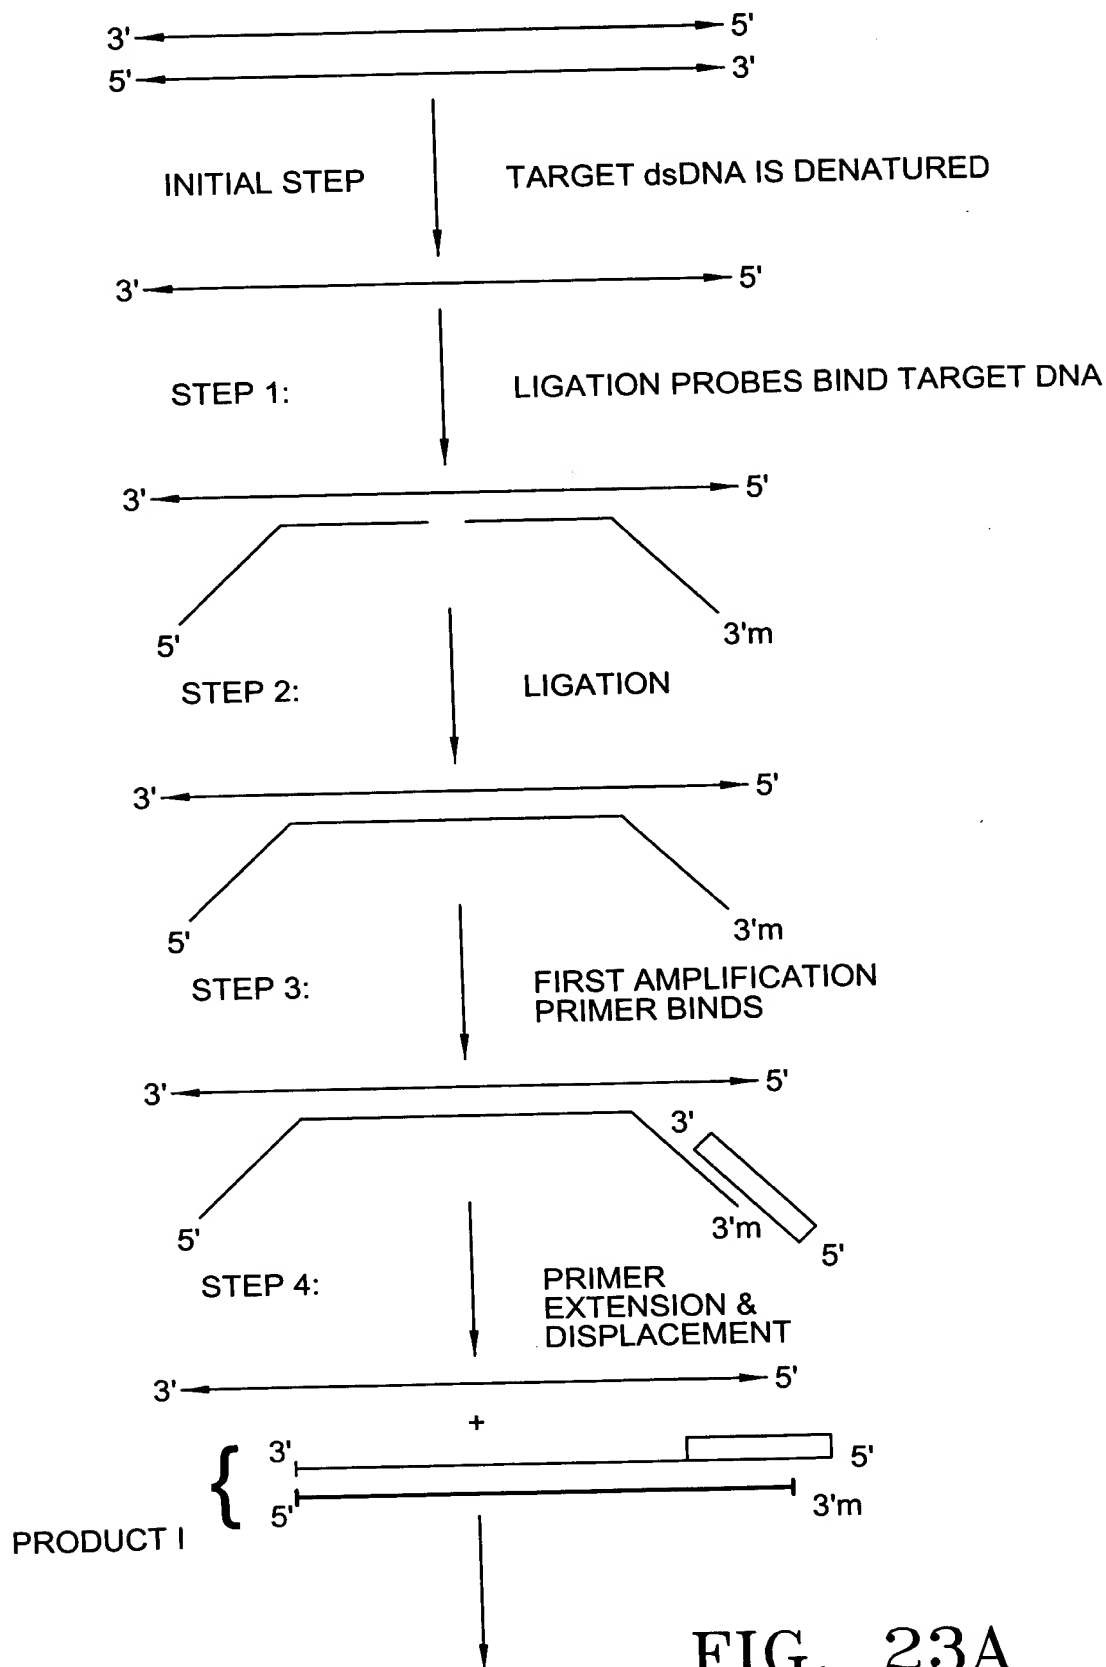 3' 5'
5' 3'
INITIAL STEP TARGET dsDNA IS DENATURED
3' 5'
STEP 1: LIGATION PROBES BIND TARGET DNA
3' 5'
5' 3'm
STEP 2: LIGATION
3' 5'
5' 3'm
STEP 3: FIRST AMPLIFICATION
PRIMER BINDS
3' 5'
3'
5' 3'm 5'
STEP 4: PRIMER
EXTENSION &
DISPLACEMENT
3' 5'
+
3' 5'
{
5' 3'm
PRODUCT I
FIG. 23A